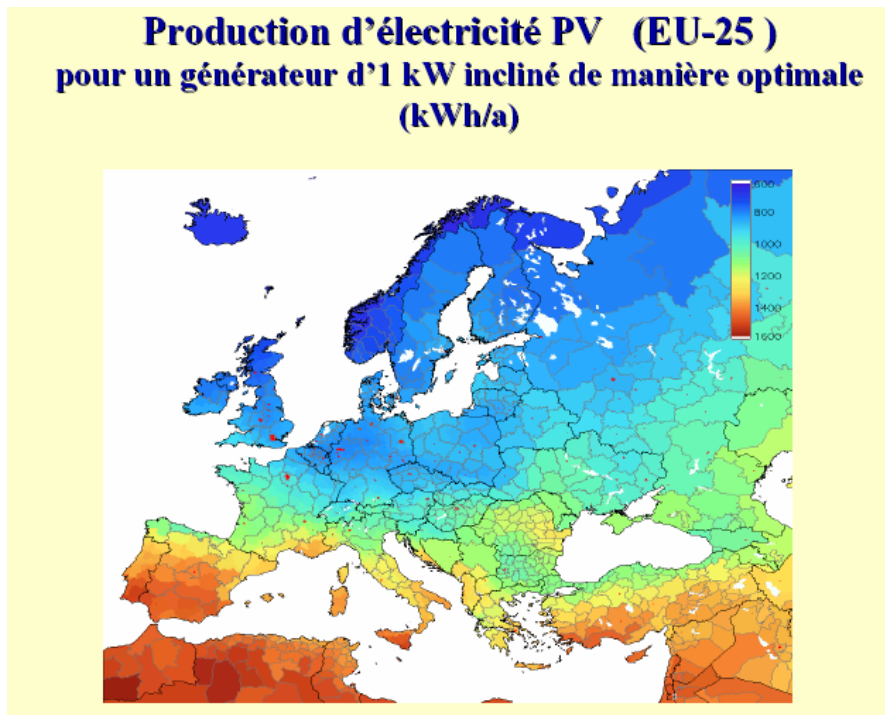 Production d’électricité PV (EU-25 )
pour un générateur d’1 kW incliné de manière optimale
(kWh/a)
600
800
1000
1200
1400
1600